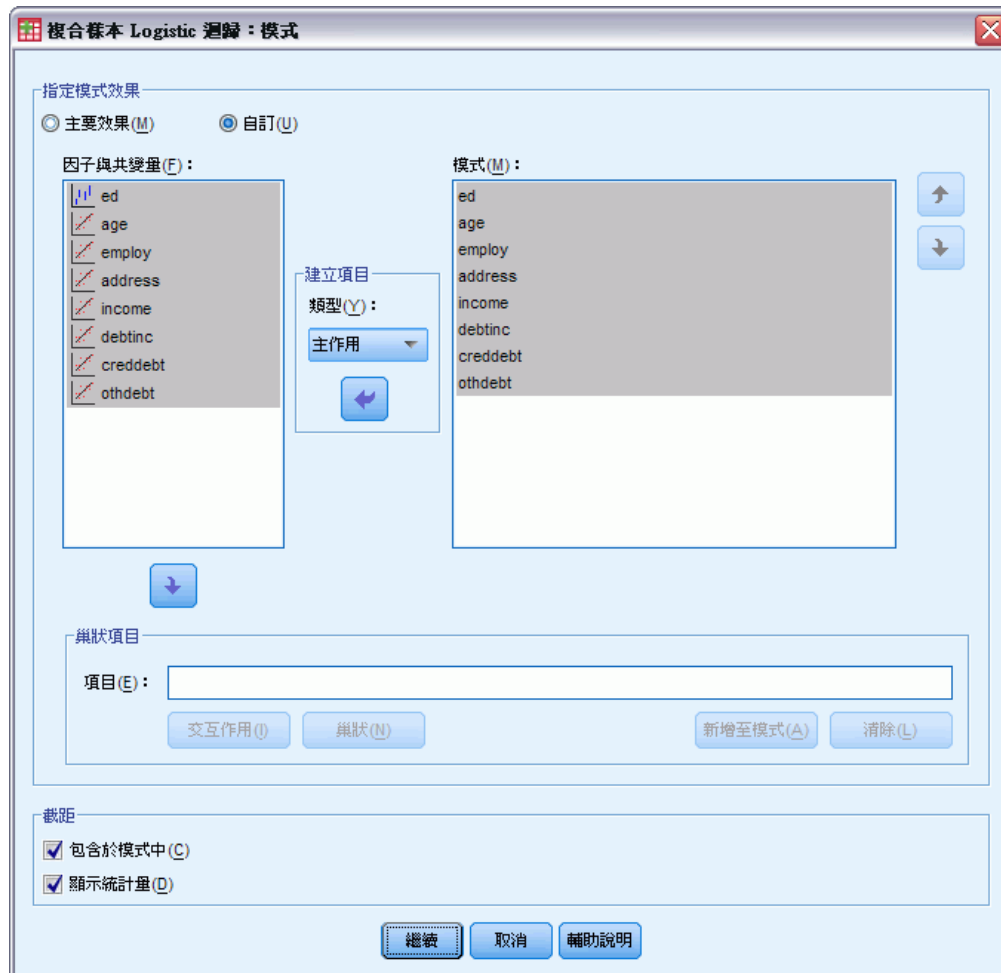 複合樣本 Logistic 迴歸：模式
指定模式效果
主要效果(M)
自訂(U)
因子與共變量(F)：
ed
age
employ
address
income
debtinc
creddebt
othdebt
建立項目
類型(Y)：
主作用
模式(M)：
ed
age
employ
address
income
debtinc
creddebt
othdebt
巢狀項目
項目(E)：
交互作用(I)
巢狀(N)
新增至模式(A)
清除(L)
截距
包含於模式中(C)
顯示統計量(D)
繼續
取消
輔助說明